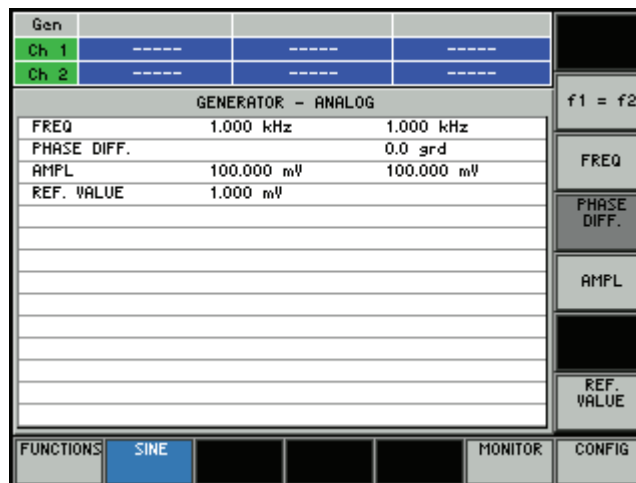 Gen
Ch 1 ----- ----- -----
Ch 2 ----- ----- -----
GENERATOR - ANALOG
FREQ 1.000 kHz 1.000 kHz
PHASE DIFF. 0.0 grd
AMPL 100.000 mV 100.000 mV
REF. VALUE 1.000 mV
f1 = f2
FREQ
PHASE
DIFF.
AMPL
REF.
VALUE
FUNCTIONS SINE MONITOR CONFIG